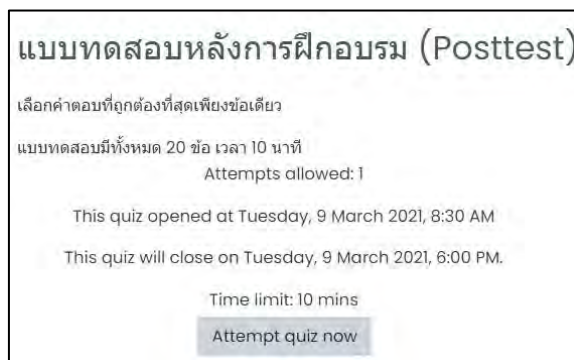 แบบทดสอบหลังการฝึกอบรม (Posttest)
เลือกคำตอบที่ถูกต้องที่สุดเพียงข้อเดียว
แบบทดสอบมีทั้งหมด 20 ข้อ เวลา 10 นาที
Attempts allowed: 1
This quiz opened at Tuesday, 9 March 2021, 8:30 AM
This quiz will close on Tuesday, 9 March 2021, 6:00 PM.
Time limit: 10 mins
Attempt quiz now